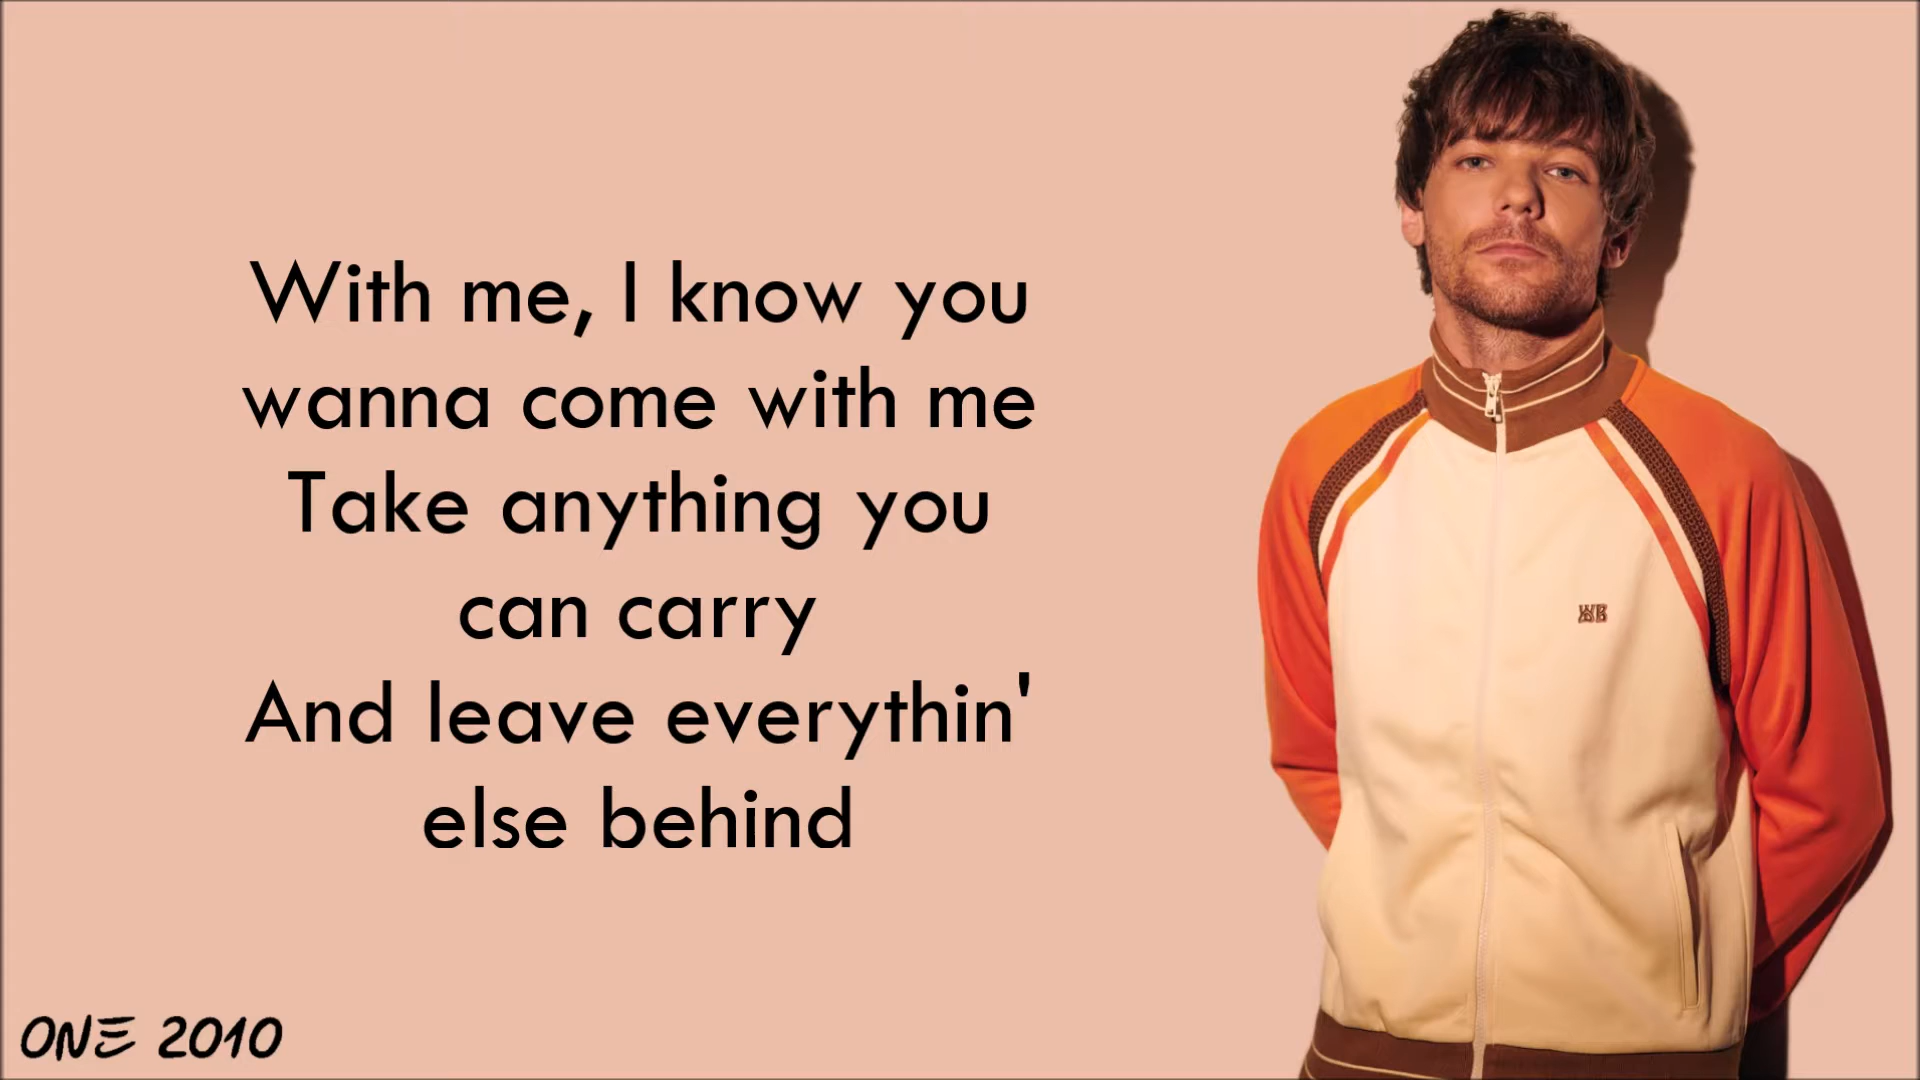 With me, I know you
wanna come with me
Take anything you
can carry
And leave everythin'
else behind
ONE 2010